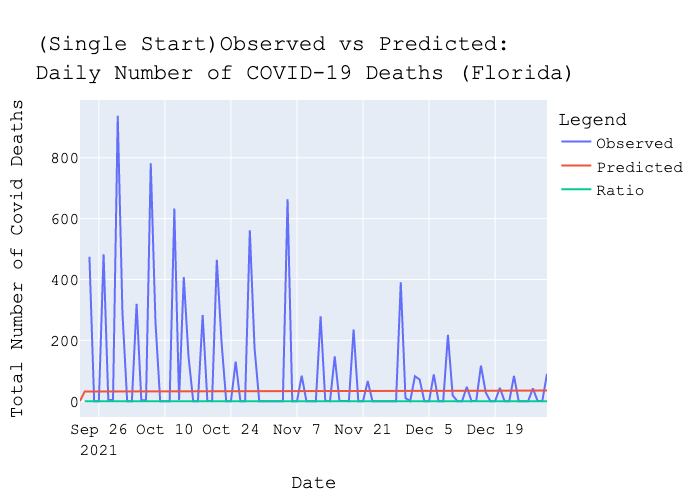 (Single Start)Observed vs Predicted:
Daily Number of COVID-19 Deaths (Florida)
Legend
Observed
Predicted
Ratio
Total Number of Covid Deaths
800
600
400
200
0
Sep 26 Oct 10 Oct 24 Nov 7 Nov 21 Dec 5 Dec 19
2021
Date